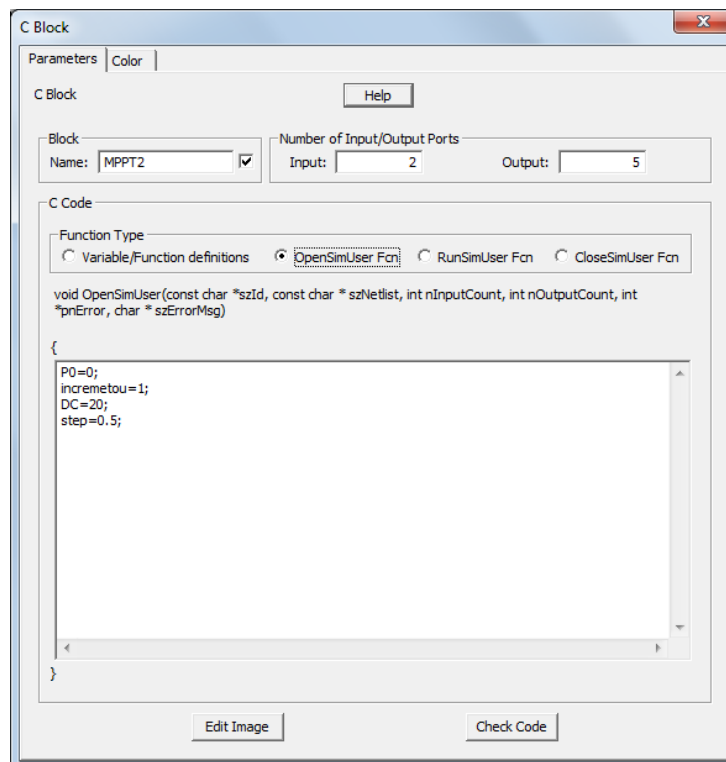 C Block
Parameters Color
C Block Help
Block Number of Input/Output Ports
Name: MPPT2 Input: 2 Output: 5
C Code
Function Type
Variable/Function definitions OpenSimUser Fcn RunSimUser Fcn CloseSimUser Fcn
void OpenSimUser(const char *szId, const char * szNetlist, int nInputCount, int nOutputCount, int
*pnError, char * szErrorMsg)
{
P0=0;
incremetou=1;
DC=20;
step=0.5;
}
Edit Image Check Code